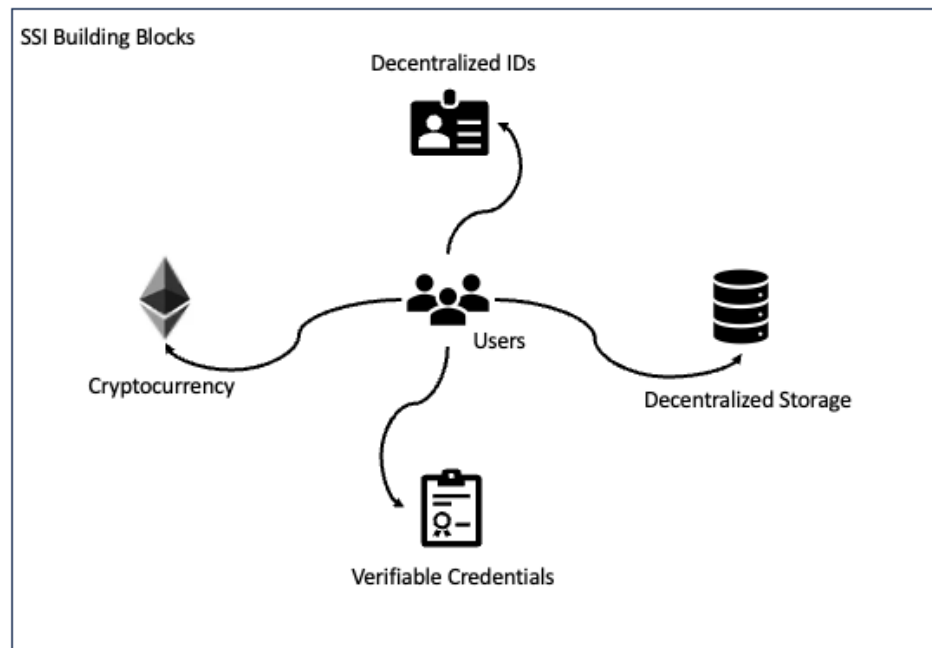 SSI Building Blocks
Decentralized IDs
Users
Cryptocurrency
Decentralized Storage
Verifiable Credentials